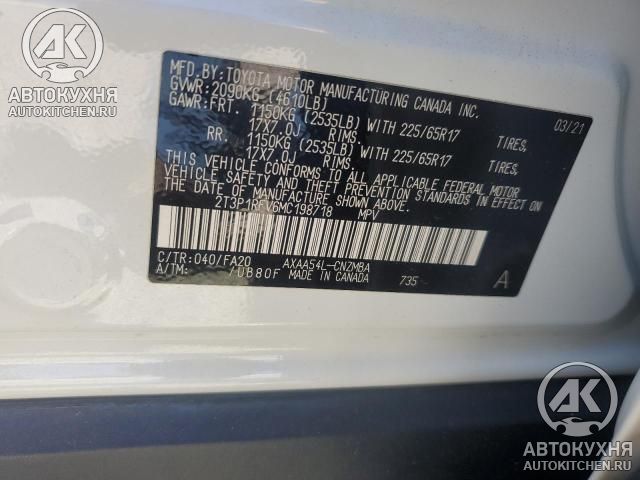 MFD.BY:TOYOTA MOTOR MANUFACTURING CANADA INC.
GVWR:2090KG (4610LB) 03/21
GAWR:FRT. 1150KG (2535LB) WITH 225/65R17 TIRES,
17X7.0J RIMS.
RR. 1150KG (2535LB) WITH 225/65R17 TIRES,
17X7.0J RIMS.
THIS VEHICLE CONFORMS TO ALL APPLICABLE FEDERAL MOTOR
VEHICLE SAFETY AND THEFT PREVENTION STANDARDS IN EFFECT
ON THE DATE OF MANUFACTURE SHOWN ABOVE.
2T3P1RFV6MC198718 MPV
C/TR:040/FA20 AXAA54L-CNZMBA
A/TM: /UB80F MADE IN CANADA 735 A
АК
АВТОКУХНЯ
AUTOKITCHEN.RU
АК
АВТОКУХНЯ
AUTOKITCHEN.RU